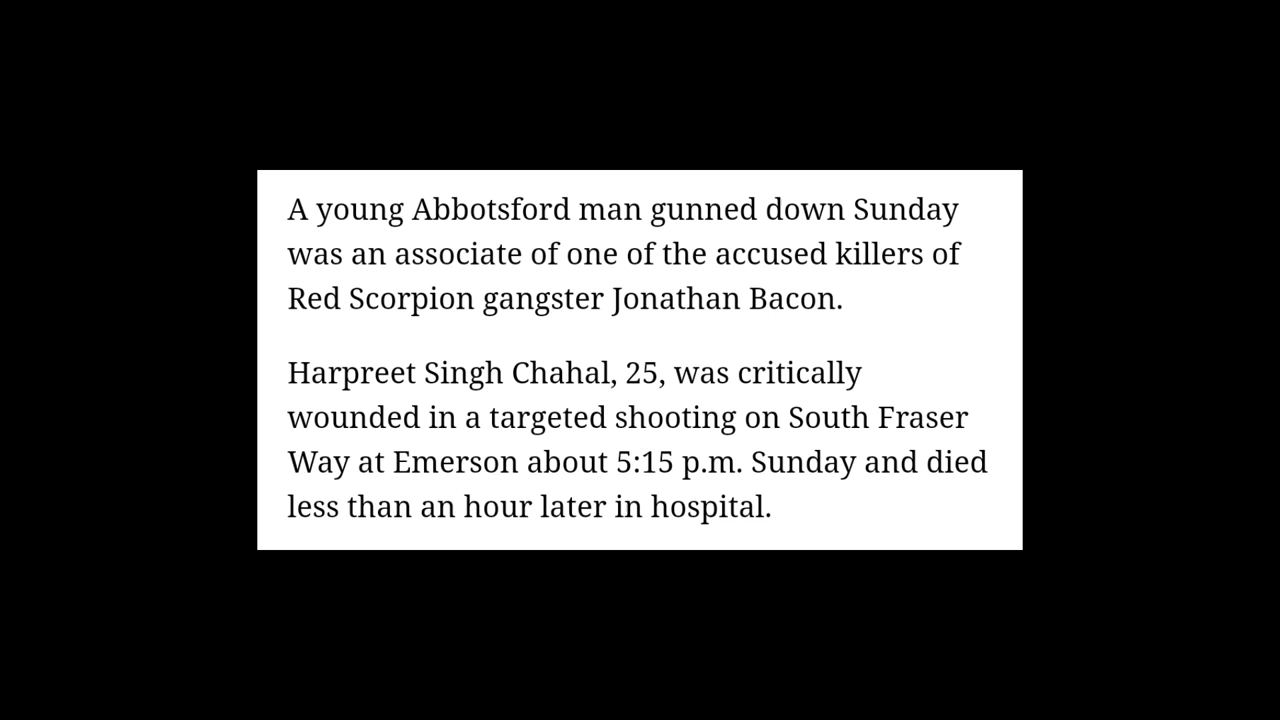 A young Abbotsford man gunned down Sunday
was an associate of one of the accused killers of
Red Scorpion gangster Jonathan Bacon.
Harpreet Singh Chahal, 25, was critically
wounded in a targeted shooting on South Fraser
Way at Emerson about 5:15 p.m. Sunday and died
less than an hour later in hospital.